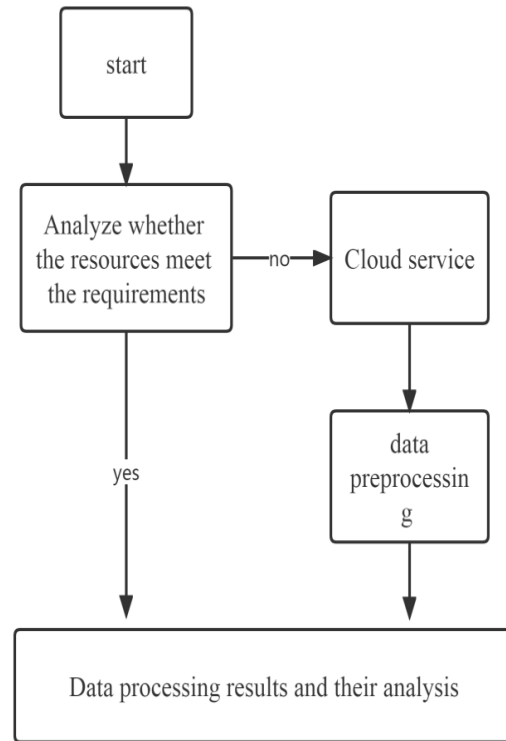 start
Analyze whether
the resources meet
the requirements
no
Cloud service
data
preprocessin
g
yes
Data processing results and their analysis